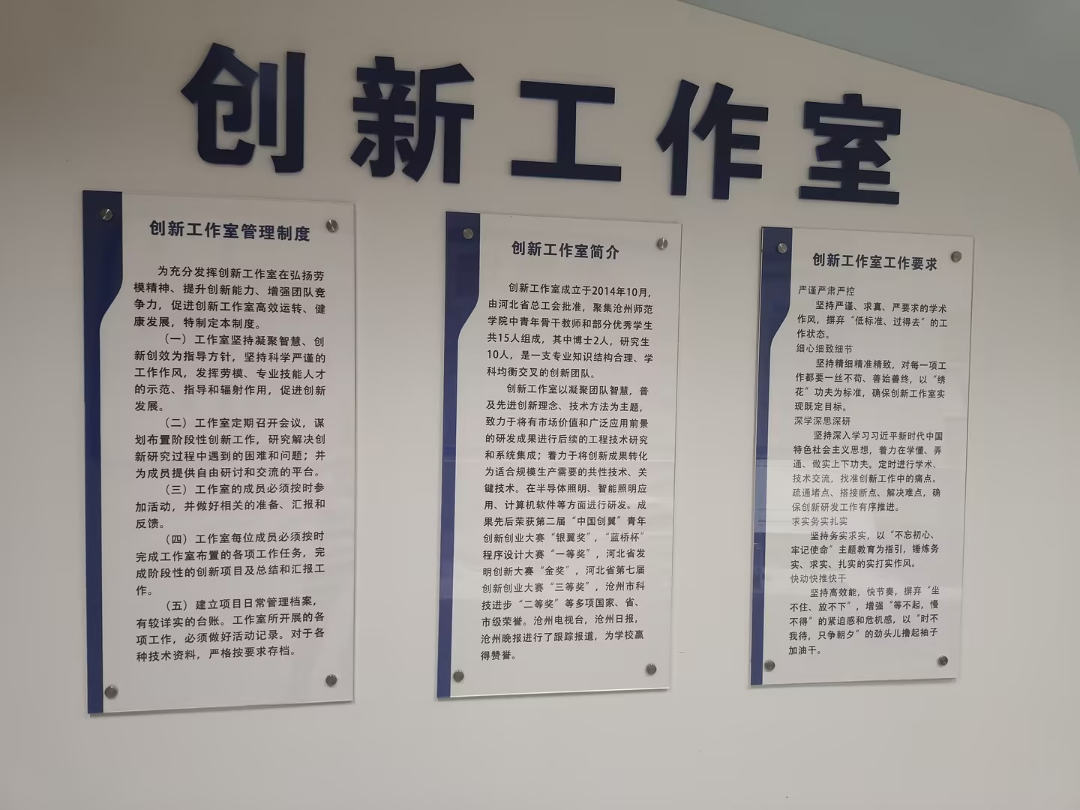 创新工作室
创新工作室管理制度
为充分发挥创新工作室在弘扬劳
模精神、提升创新能力、增强团队竞
争力，促进创新工作室高效运转、健
康发展，特制定本制度。
（一）工作室坚持凝聚智慧、创
新创效为指导方针，坚持科学严谨的
工作作风，发挥劳模、专业技能人才
的示范、指导和辐射作用，促进创新
发展。
（二）工作室定期召开会议，谋
划布置阶段性创新工作，研究解决创
新研究过程中遇到的困难和问题；并
为成员提供自由研讨和交流的平台。
（三）工作室的成员必须按时参
加活动，并做好相关的准备、汇报和
反馈。
（四）工作室每位成员必须按时
完成工作室布置的各项工作任务，完
成阶段性的创新项目及总结和汇报工
作。
（五）建立项目日常管理档案，
有较详实的台账。工作室所开展的各
项工作，必须做好活动记录。对于各
种技术资料，严格按要求存档。
创新工作室简介
创新工作室成立于2014年10月，
由河北省总工会批准，聚集沧州师范
学院中青年骨干教师和部分优秀学生
共15人组成，其中博士2人，研究生
10人，是一支专业知识结构合理、学
科均衡交叉的创新团队。
创新工作室以凝聚团队智慧，普
及先进创新理念、技术方法为主题，
致力于将有市场价值和广泛应用前景
的研发成果进行后续的工程技术研究
和系统集成；着力于将创新成果转化
为适合规模生产需要的共性技术、关
键技术。在半导体照明、智能照明应
用、计算机软件等方面进行研发。成
果先后荣获第二届“中国创翼”青年
创新创业大赛“银翼奖”，“蓝桥杯”
程序设计大赛“一等奖”，河北省发
明创新大赛“金奖”，河北省第七届
创新创业大赛“三等奖”，沧州市科
技进步“二等奖”等多项国家、省、
市级荣誉。沧州电视台，沧州日报，
沧州晚报进行了跟踪报道，为学校赢
得赞誉。
创新工作室工作要求
严谨严肃严控
坚持严谨、求真、严要求的学术
作风，摒弃“低标准、过得去”的工
作状态。
细心细致细节
坚持精细精准精致，对每一项工
作都要一丝不苟、善始善终，以“绣
花”功夫为标准，确保创新工作室实
现既定目标。
深学深思深研
坚持深入学习习近平新时代中国
特色社会主义思想，着力在学懂、弄
通、做实上下功夫。定时进行学术、
技术交流，找准创新工作中的痛点。
疏通堵点、搭接断点、解决难点，确
保创新研发工作有序推进。
求实务实扎实
坚持务实求实，以“不忘初心、
牢记使命”主题教育为指引，锤炼务
实、求实、扎实的实打实作风。
快动快推快干
坚持高效能，快节奏，摒弃“坐
不住、放不下”，增强“等不起，慢
不得”的紧迫感和危机感，以“时不
我待，只争朝夕”的劲头儿撸起袖子
加油干。